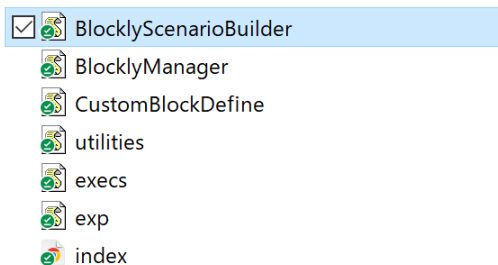 BlocklyScenarioBuilder
BlocklyManager
CustomBlockDefine
utilities
execs
exp
index